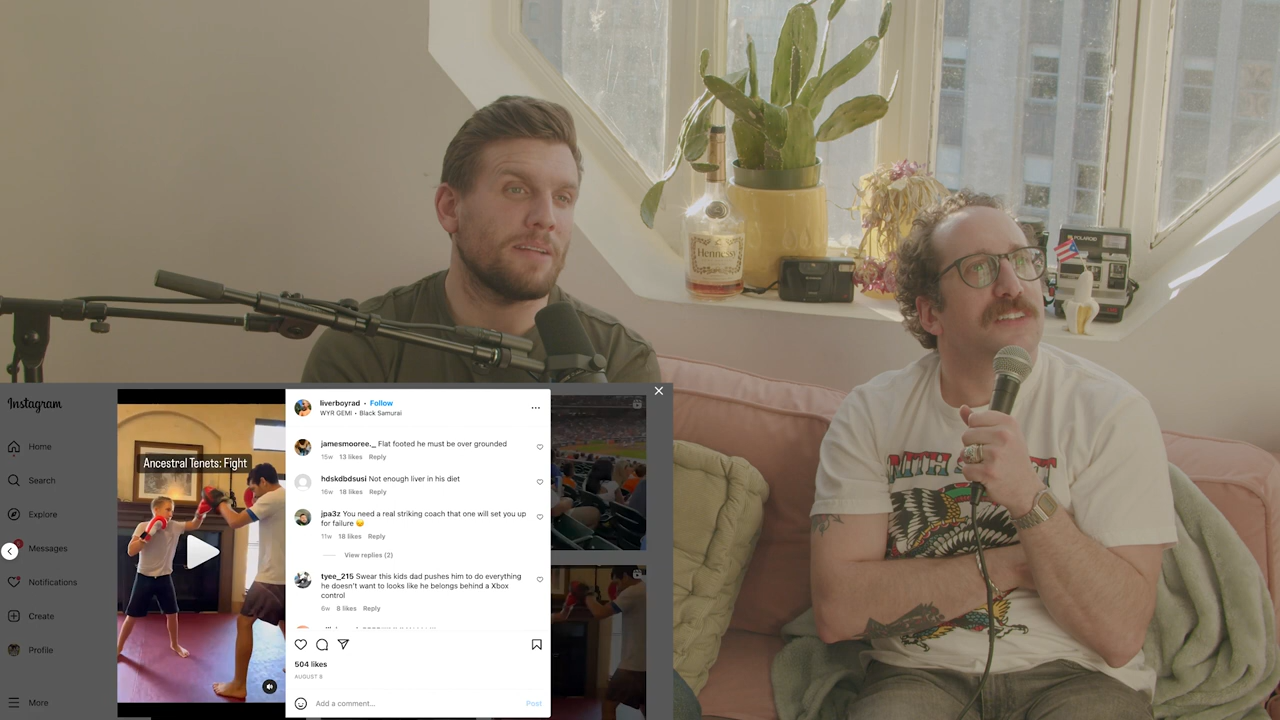 Hennessy
POLAROID
Instagram
Home
Search
Explore
Messages
Notifications
Create
Profile
More
Ancestral Tenets: Fight
liverboyrad • Follow
WYR GEMI • Black Samurai
jamesmooree._ Flat footed he must be over grounded
15w 13 likes Reply
hdskdbdsusi Not enough liver in his diet
16w 18 likes Reply
jpa3z You need a real striking coach that one will set you up
for failure 😔
11w 18 likes Reply
View replies (2)
tyee_215 Swear this kids dad pushes him to do everything
he doesn't want to looks like he belongs behind a Xbox
control
6w 8 likes Reply
504 likes
AUGUST 8
Add a comment...
Post